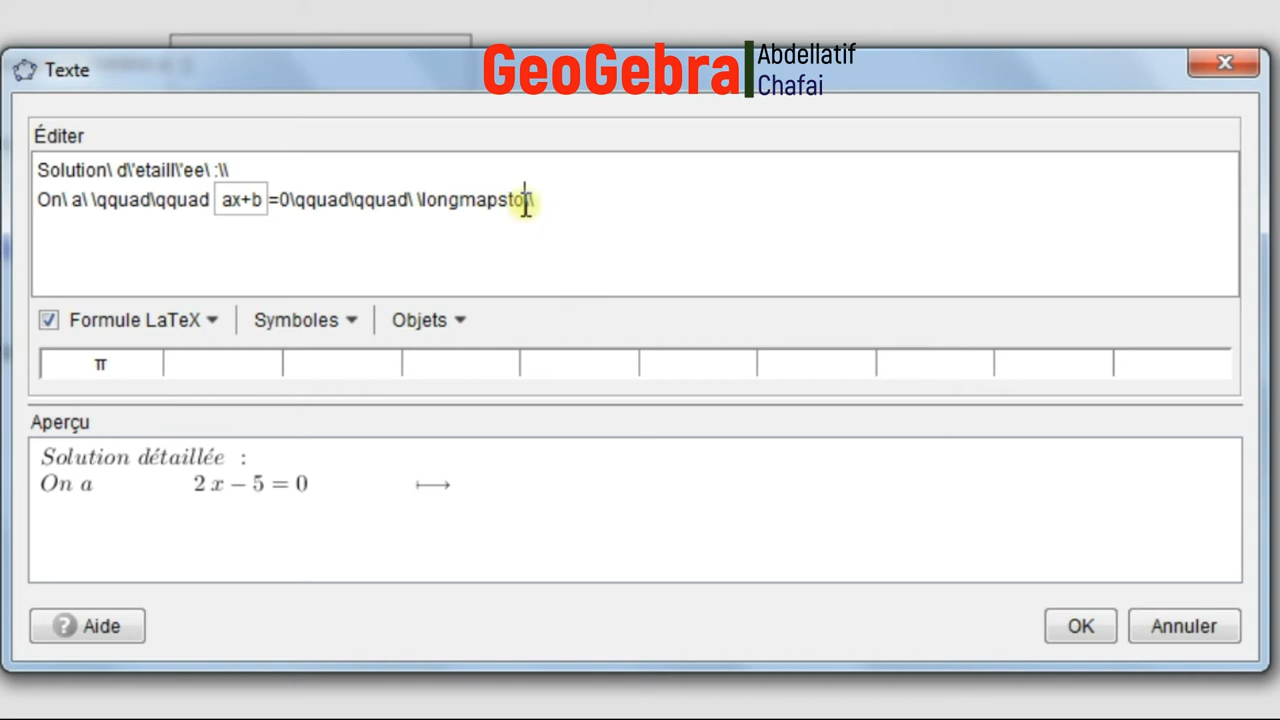 GeoGebra
Abdellatif
Chafai
Texte
Éditer
Solution\ d\'etaill\'ee\ :\\
On\ a\ \qquad\qquad ax+b =0\qquad\qquad\ \longmapsto\\
Formule LaTeX
Symboles
Objets
π
Aperçu
Solution détaillée :
On a 2 x − 5 = 0 ⟼
? Aide
OK
Annuler